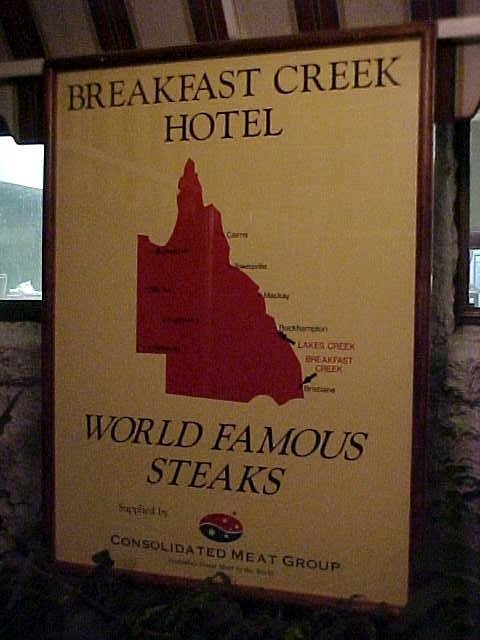 BREAKFAST CREEK
HOTEL
Cairns
Townsville
Mackay
Rockhampton
LAKES CREEK
BREAKFAST
CREEK
Brisbane
WORLD FAMOUS
STEAKS
Supplied by
CONSOLIDATED MEAT GROUP